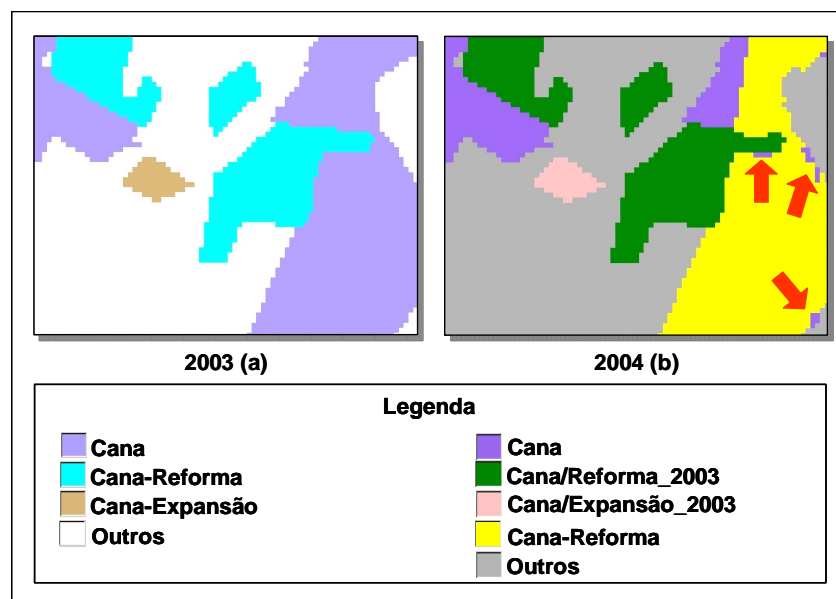 2003 (a)
2004 (b)
Legenda
Cana
Cana-Reforma
Cana-Expansão
Outros
Cana
Cana/Reforma_2003
Cana/Expansão_2003
Cana-Reforma
Outros